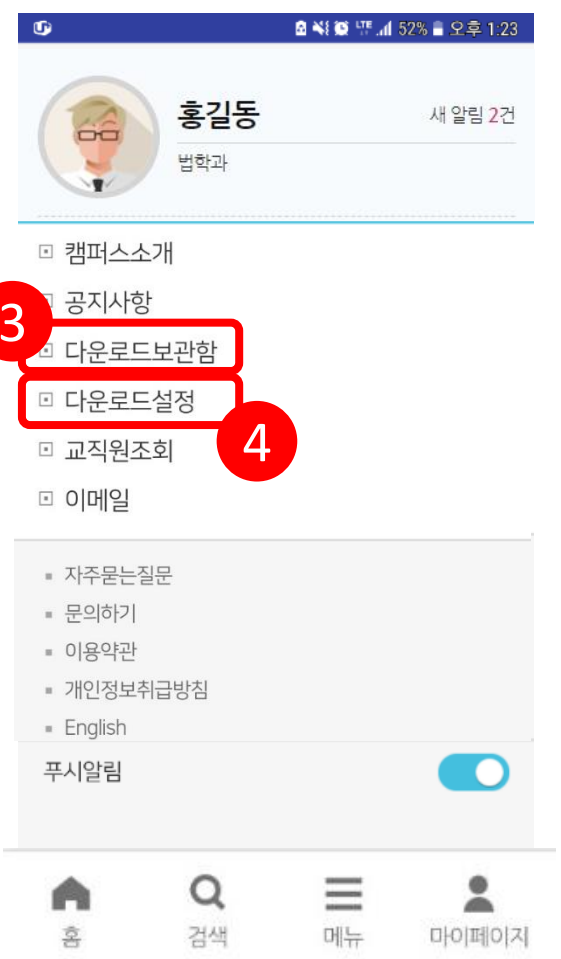 LTE 52% 오후 1:23
홍길동 새 알림 2건
법학과
캠퍼스소개
공지사항
3
다운로드보관함
다운로드설정
4
교직원조회
이메일
자주묻는질문
문의하기
이용약관
개인정보취급방침
English
푸시알림
홈 검색 메뉴 마이페이지